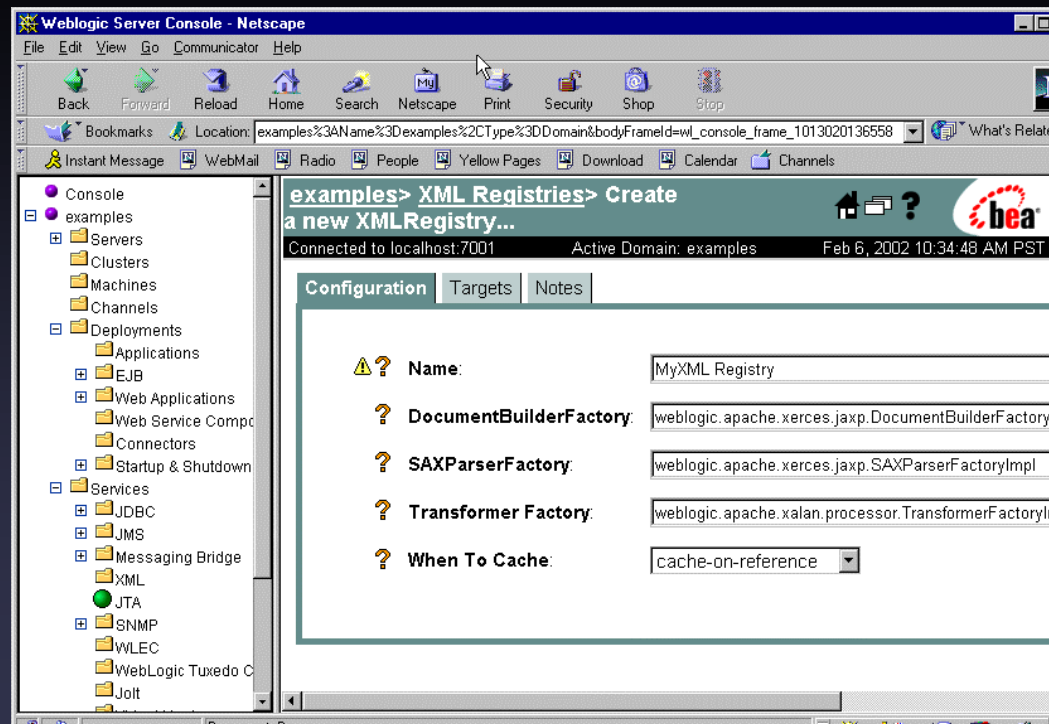 Weblogic Server Console - Netscape
File Edit View Go Communicator Help
Back Forward Reload Home Search Netscape Print Security Shop Stop
Bookmarks Location: examples%3AName%3Dexamples%2CType%3DDomain&bodyFrameId=wl_console_frame_1013020136558 What's Relate
Instant Message WebMail Radio People Yellow Pages Download Calendar Channels
Console
examples
Servers
Clusters
Machines
Channels
Deployments
Applications
EJB
Web Applications
Web Service Compo
Connectors
Startup & Shutdown
Services
JDBC
JMS
Messaging Bridge
XML
JTA
SNMP
WLEC
WebLogic Tuxedo C
Jolt
examples> XML Registries> Create
a new XMLRegistry...
bea
Connected to localhost:7001 Active Domain: examples Feb 6, 2002 10:34:48 AM PST
Configuration Targets Notes
Name: MyXML Registry
DocumentBuilderFactory: weblogic.apache.xerces.jaxp.DocumentBuilderFactory
SAXParserFactory: weblogic.apache.xerces.jaxp.SAXParserFactoryImpl
Transformer Factory: weblogic.apache.xalan.processor.TransformerFactoryI
When To Cache: cache-on-reference